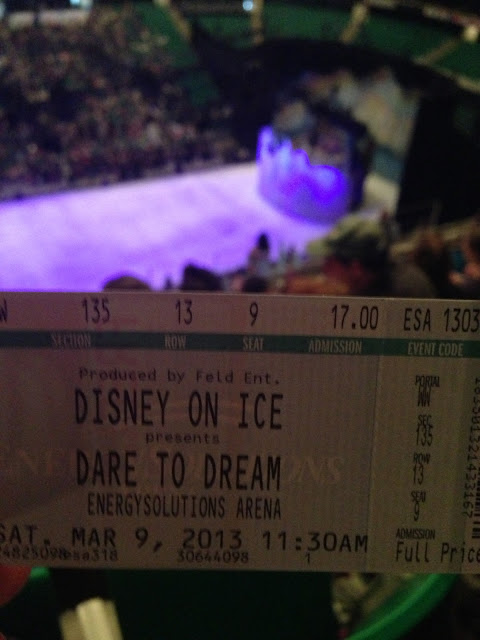 135 13 9 17.00 ESA 1303
SECTION ROW SEAT ADMISSION EVENT CODE
Produced by Feld Ent.
DISNEY ON ICE
presents
DARE TO DREAM
ENERGYSOLUTIONS ARENA
SAT. MAR 9, 2013 11:30AM
30644098 1
PORTAL
SEC
135
ROW
13
SEAT
9
ADMISSION
Full Price